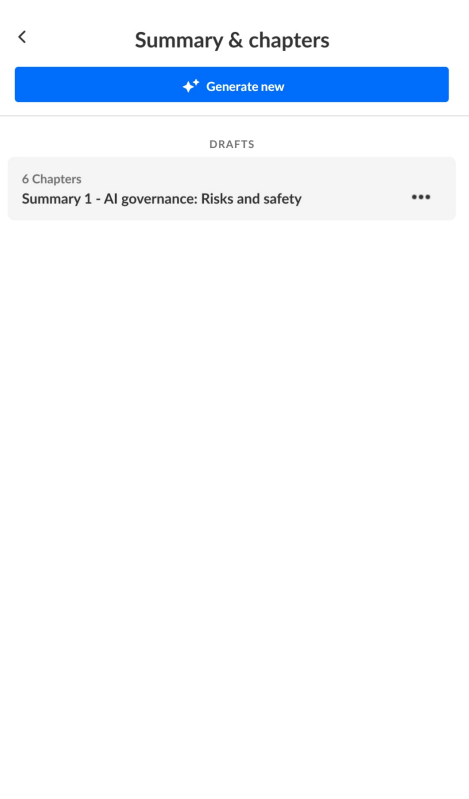 Summary & chapters
Generate new
DRAFTS
6 Chapters
Summary 1 - AI governance: Risks and safety